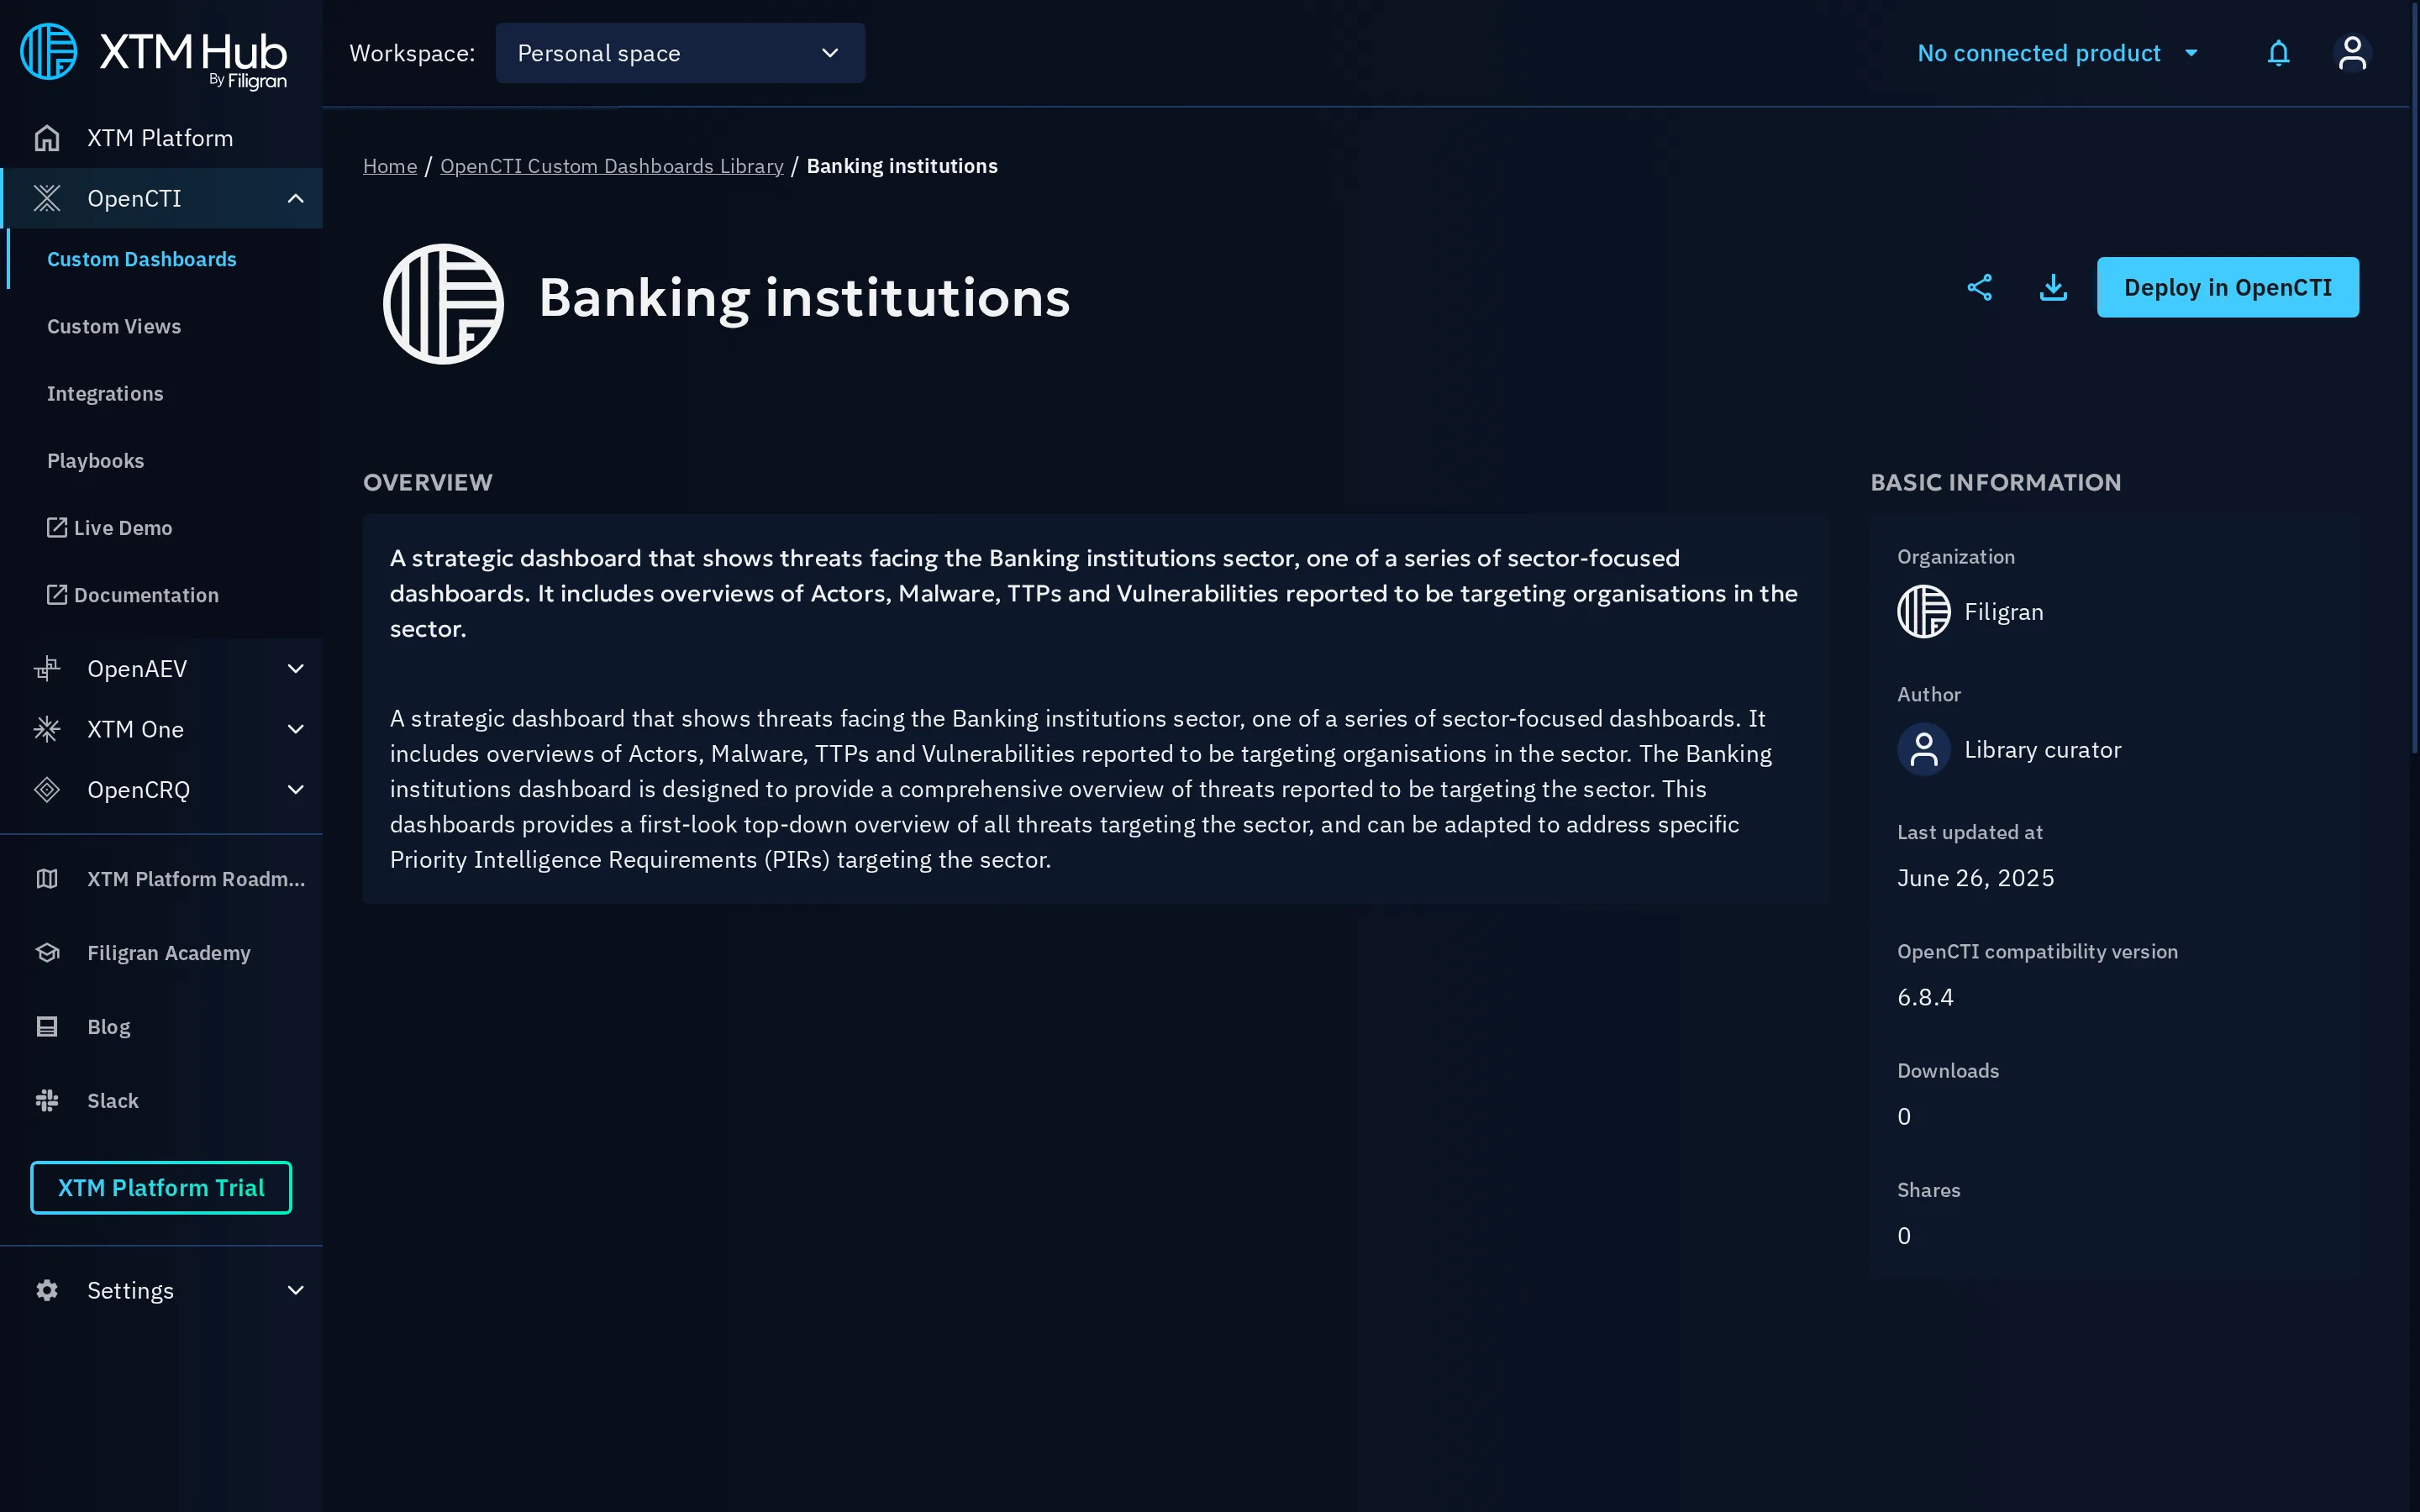 XTM Hub
By Filigran
Workspace:
Personal space
No connected product
XTM Platform
OpenCTI
Custom Dashboards
Custom Views
Integrations
Playbooks
Live Demo
Documentation
OpenAEV
XTM One
OpenCRQ
XTM Platform Roadm...
Filigran Academy
Blog
Slack
XTM Platform Trial
Settings
Home / OpenCTI Custom Dashboards Library / Banking institutions
Banking institutions
Deploy in OpenCTI
OVERVIEW
A strategic dashboard that shows threats facing the Banking institutions sector, one of a series of sector-focused
dashboards. It includes overviews of Actors, Malware, TTPs and Vulnerabilities reported to be targeting organisations in the
sector.
A strategic dashboard that shows threats facing the Banking institutions sector, one of a series of sector-focused dashboards. It
includes overviews of Actors, Malware, TTPs and Vulnerabilities reported to be targeting organisations in the sector. The Banking
institutions dashboard is designed to provide a comprehensive overview of threats reported to be targeting the sector. This
dashboards provides a first-look top-down overview of all threats targeting the sector, and can be adapted to address specific
Priority Intelligence Requirements (PIRs) targeting the sector.
BASIC INFORMATION
Organization
Filigran
Author
Library curator
Last updated at
June 26, 2025
OpenCTI compatibility version
6.8.4
Downloads
0
Shares
0